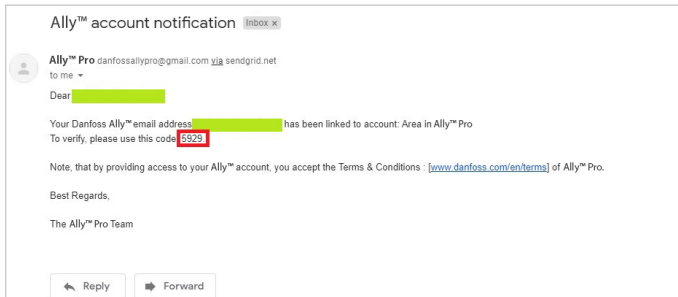 Ally™ account notification Inbox x
Ally™ Pro danfossallypro@gmail.com via sendgrid.net
to me
Dear
Your Danfoss Ally™ email address has been linked to account: Area in Ally™ Pro
To verify, please use this code 5929.
Note, that by providing access to your Ally™ account, you accept the Terms & Conditions : [www.danfoss.com/en/terms] of Ally™ Pro.
Best Regards,
The Ally™ Pro Team
Reply Forward